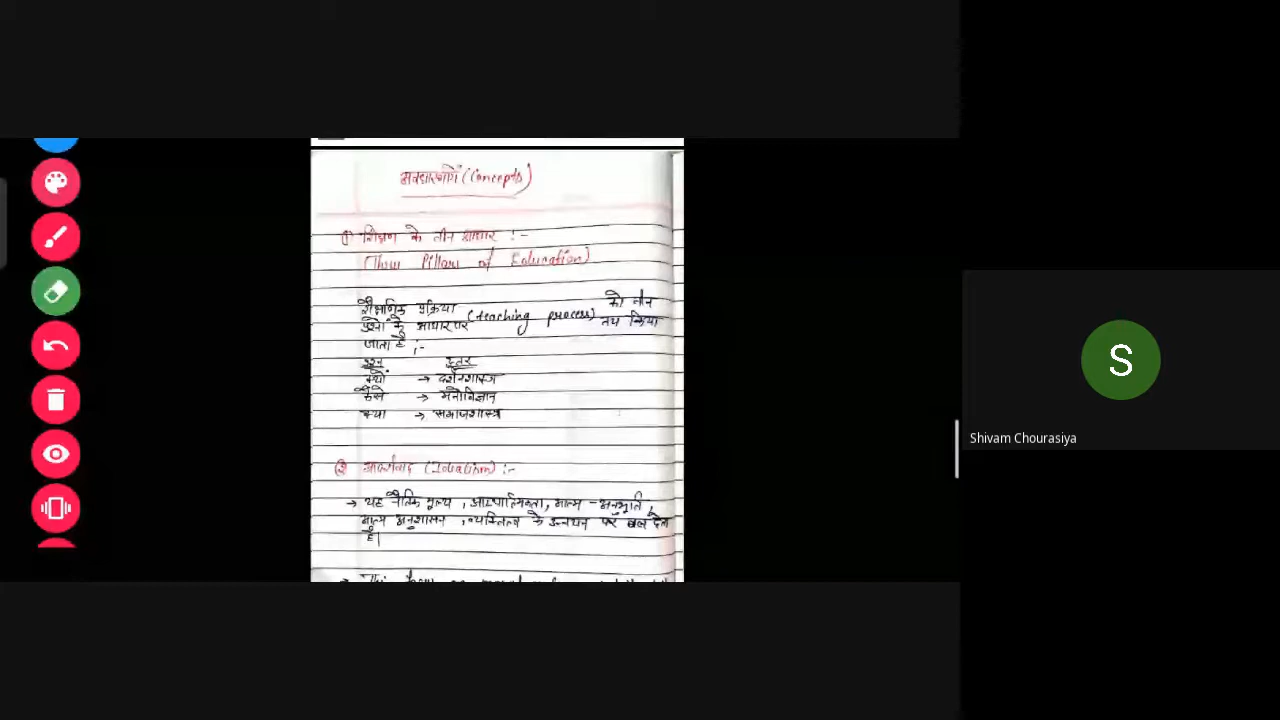 अवधारणायें (Concepts)
① शिक्षण के तीन आधार :-
(Three Pillars of Education)
शैक्षणिक प्रक्रिया (teaching process) को तीन
प्रश्नों के आधार पर तय किया
जाता है :-
प्रश्न उत्तर
क्यों → दर्शनशास्त्र
कैसे → मनोविज्ञान
क्या → समाजशास्त्र
② आदर्शवाद (Idealism) :-
→ यह नैतिक मूल्य, आध्यात्मिकता, आत्म-अनुभूति,
आत्म अनुशासन, व्यक्तित्व के उन्नयन पर बल देता
है।
S
Shivam Chourasiya